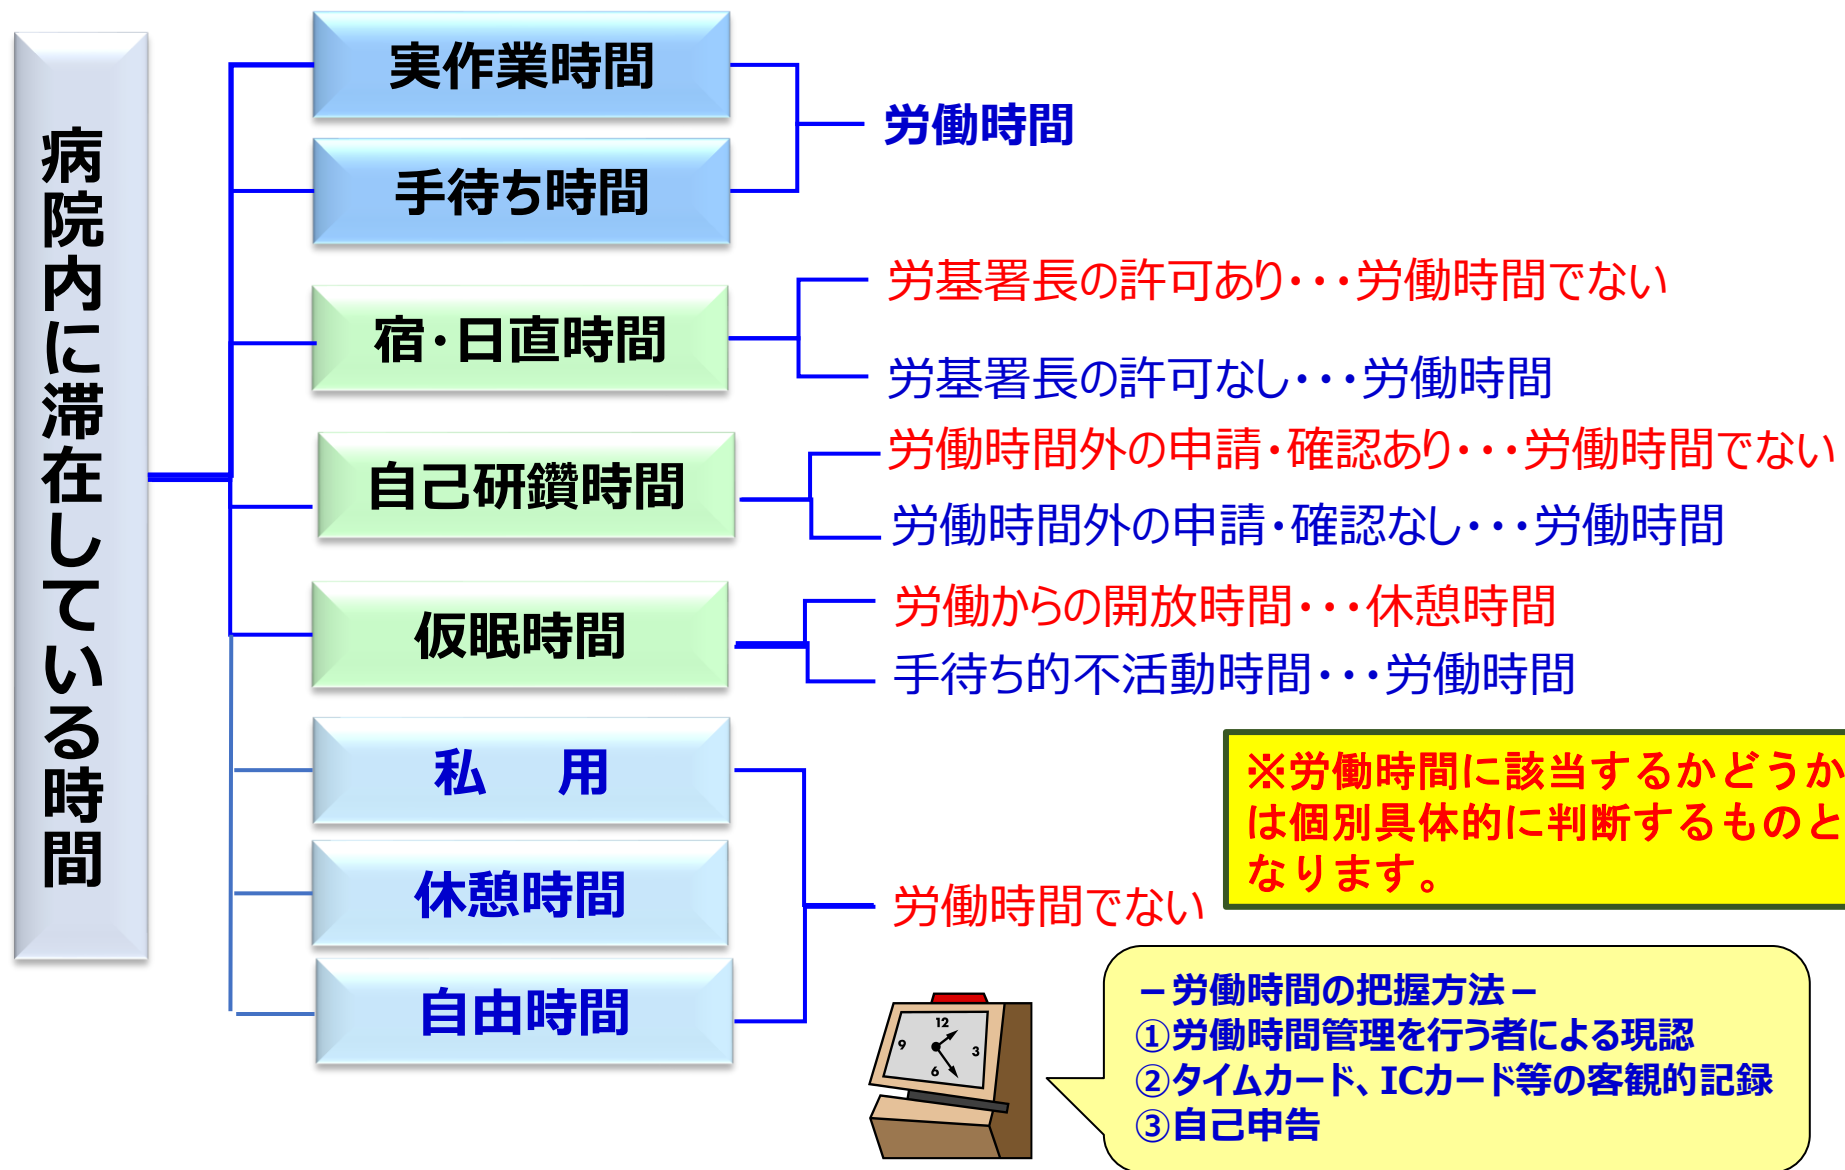 病院内に滞在している時間
実作業時間
手待ち時間
労働時間
宿・日直時間
労基署長の許可あり・・・労働時間でない
労基署長の許可なし・・・労働時間
自己研鑽時間
労働時間外の申請・確認あり・・・労働時間でない
労働時間外の申請・確認なし・・・労働時間
仮眠時間
労働からの開放時間・・・休憩時間
手待ち的不活動時間・・・労働時間
私　用
休憩時間
自由時間
労働時間でない
※労働時間に該当するかどうか
は個別具体的に判断するものと
なります。
12
3
6
9
－労働時間の把握方法－
①労働時間管理を行う者による現認
②タイムカード、ICカード等の客観的記録
③自己申告